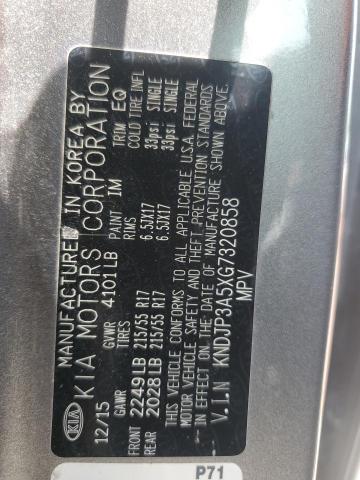 MANUFACTURED IN KOREA BY
KIA KIA MOTORS CORPORATION
12/15 GVWR 4101LB PAINT IM TRIM EQ
GAWR TIRES RIMS COLD TIRE INFL
FRONT 2249LB 215/55 R17 6.5JX17 33psi SINGLE
REAR 2028LB 215/55 R17 6.5JX17 33psi SINGLE
THIS VEHICLE CONFORMS TO ALL APPLICABLE U.S.A. FEDERAL
MOTOR VEHICLE SAFETY AND THEFT PREVENTION STANDARDS
IN EFFECT ON THE DATE OF MANUFACTURE SHOWN ABOVE.
V.I.N KNDJP3A5XG7320858
MPV
P71